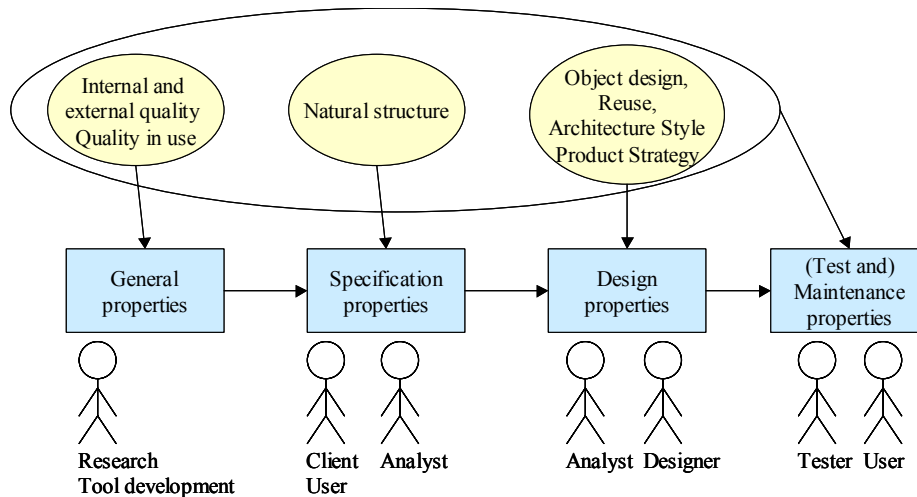 Internal and
external quality
Quality in use
Natural structure
Object design,
Reuse,
Architecture Style
Product Strategy
General
properties
Specification
properties
Design
properties
(Test and)
Maintenance
properties
Research
Tool development
Client
User
Analyst
Analyst
Designer
Tester
User